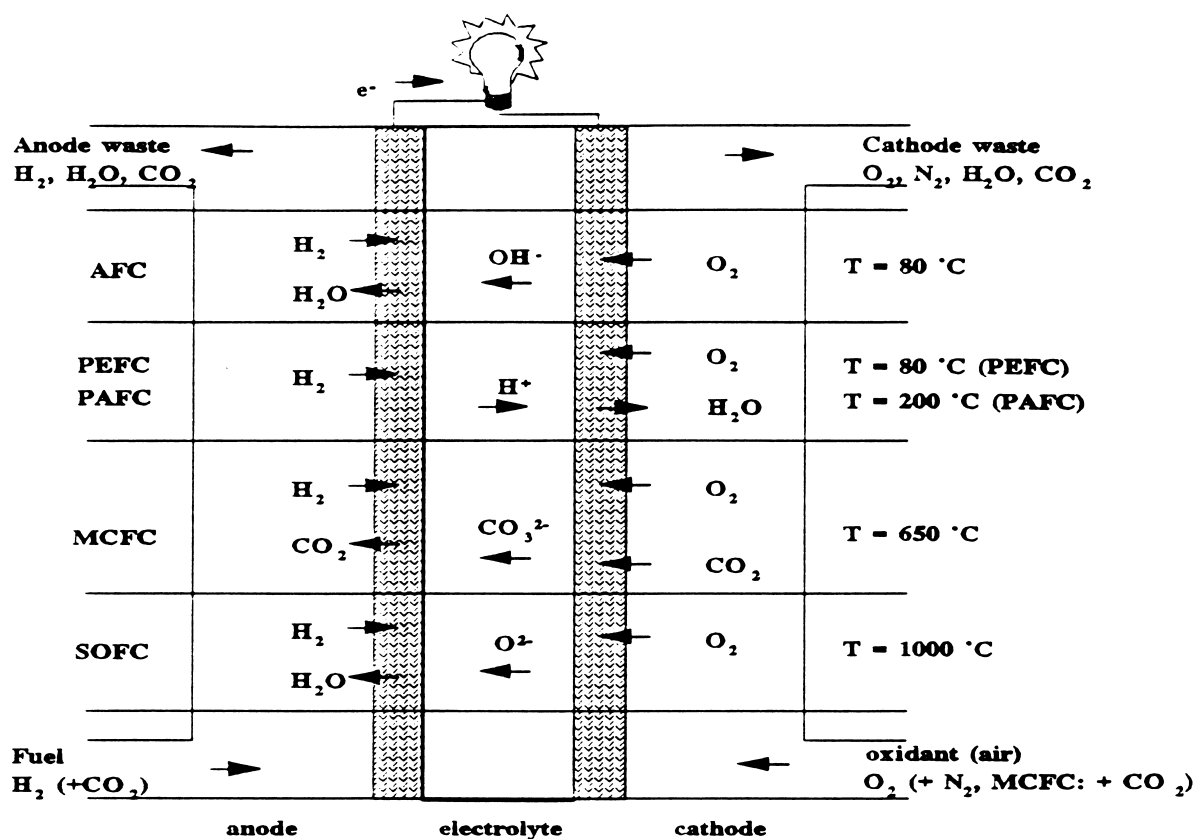 e-
Anode waste
H₂, H₂O, CO₂
Cathode waste
O₂, N₂, H₂O, CO₂
AFC
H₂
H₂O
OH-
O₂
T = 80 °C
PEFC
PAFC
H₂
H⁺
O₂
H₂O
T = 80 °C (PEFC)
T = 200 °C (PAFC)
MCFC
H₂
CO₂
CO₃²⁻
O₂
CO₂
T = 650 °C
SOFC
H₂
H₂O
O²⁻
O₂
T = 1000 °C
Fuel
H₂ (+CO₂)
oxidant (air)
O₂ (+ N₂, MCFC: + CO₂)
anode
electrolyte
cathode